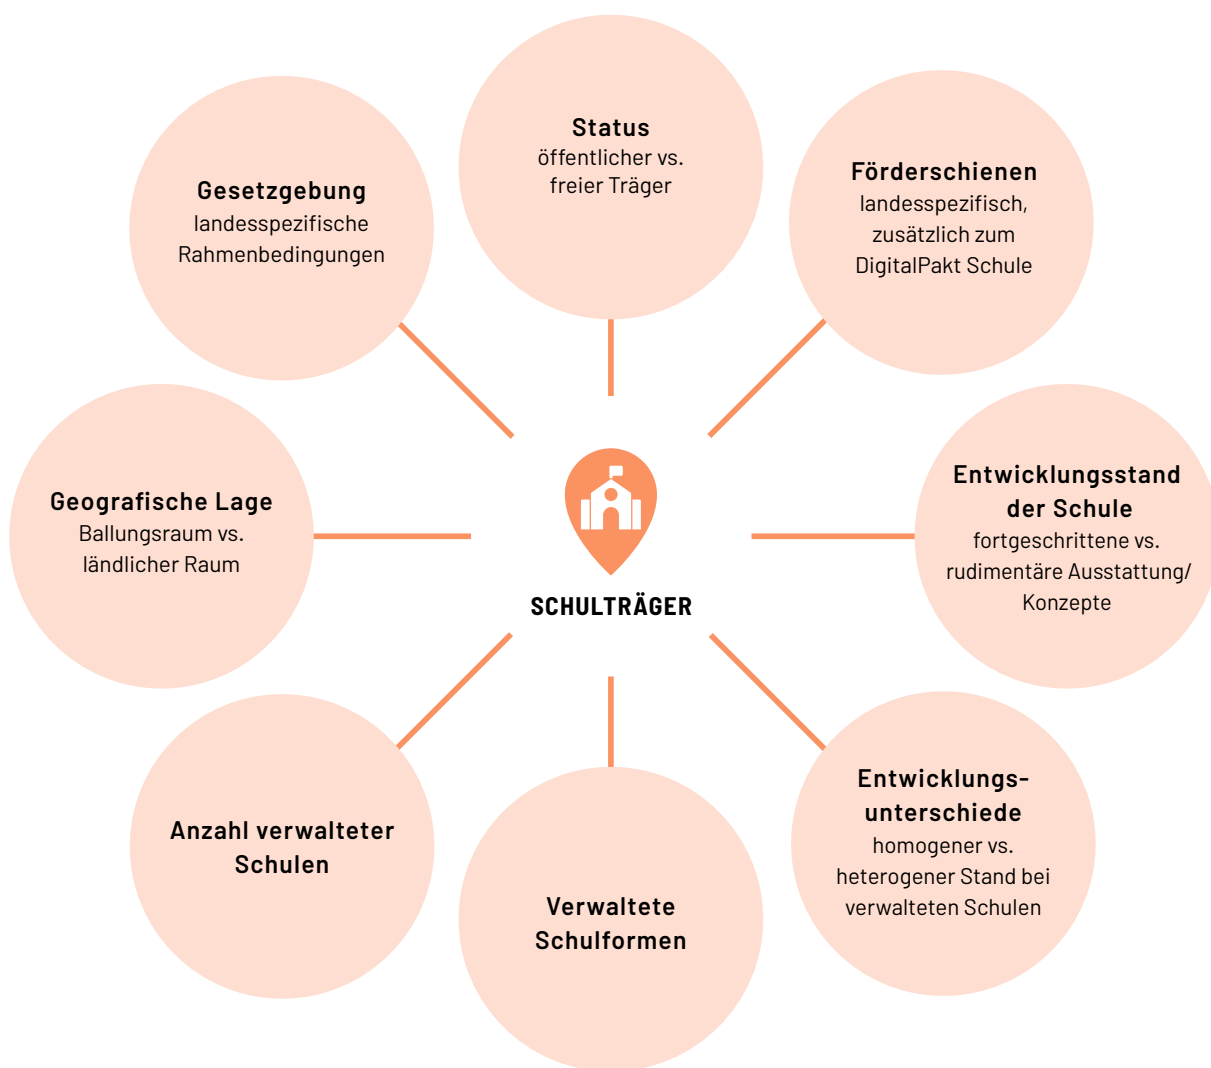 Status
öffentlicher vs.
freier Träger
Förderschienen
landesspezifisch,
zusätzlich zum
DigitalPakt Schule
Entwicklungsstand
der Schule
fortgeschrittene vs.
rudimentäre Ausstattung/
Konzepte
Entwicklungs-
unterschiede
homogener vs.
heterogener Stand bei
verwalteten Schulen
Verwaltete
Schulformen
Anzahl verwalteter
Schulen
Geografische Lage
Ballungsraum vs.
ländlicher Raum
Gesetzgebung
landesspezifische
Rahmenbedingungen
SCHULTRÄGER